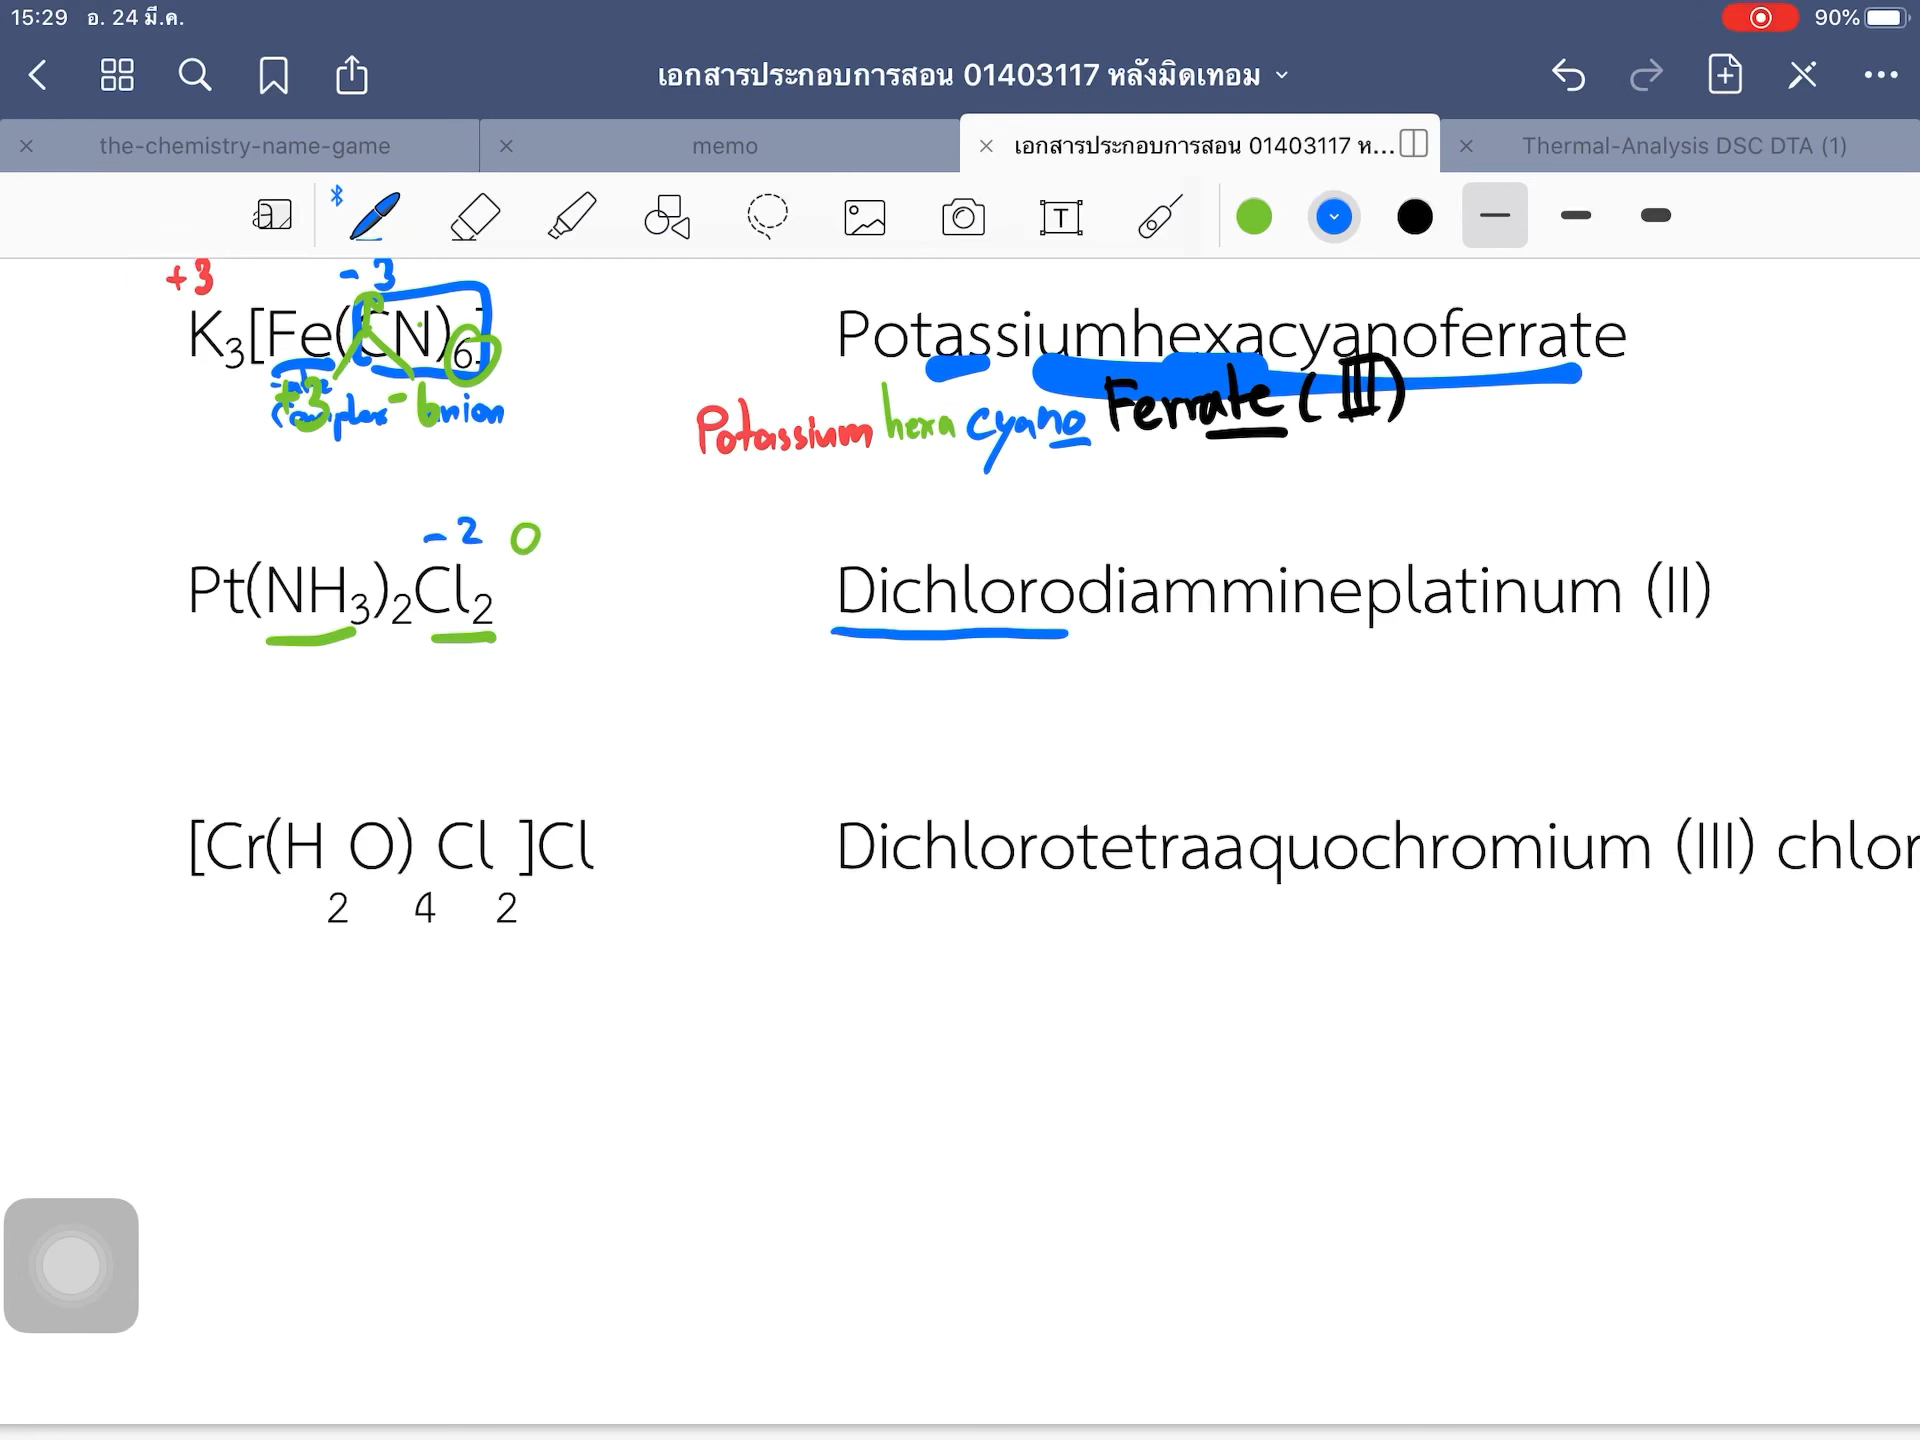 15:29 อ. 24 มี.ค. 90%
เอกสารประกอบการสอน 01403117 หลังมิดเทอม
the-chemistry-name-game memo เอกสารประกอบการสอน 01403117 ห... Thermal-Analysis DSC DTA (1)
T
+3 -3
K3[Fe(CN)6] Potassiumhexacyanoferrate
+3 -6 anion
complex
Potassium hexa cyano Ferrate (III)
-2 0
Pt(NH3)2Cl2 Dichlorodiammineplatinum (II)
[Cr(H2O)4Cl2]Cl Dichlorotetraaquochromium (III) chlor